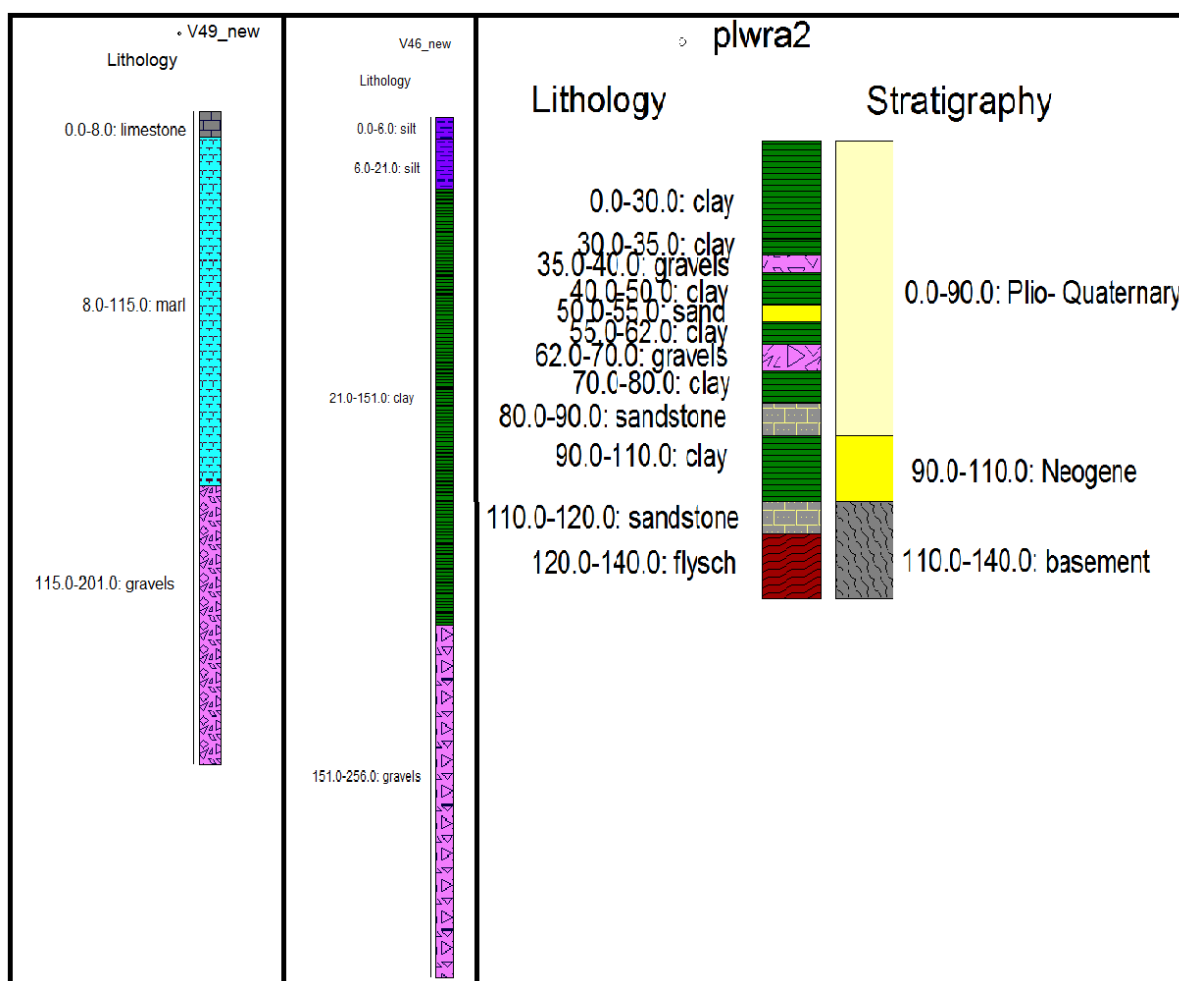 V49_new
Lithology
0.0-8.0: limestone
8.0-115.0: marl
115.0-201.0: gravels
V46_new
Lithology
0.0-6.0: silt
6.0-21.0: silt
21.0-151.0: clay
151.0-256.0: gravels
plwra2
Lithology
Stratigraphy
0.0-30.0: clay
30.0-35.0: clay
35.0-40.0: gravels
40.0-50.0: clay
50.0-55.0: sand
55.0-62.0: clay
62.0-70.0: gravels
70.0-80.0: clay
80.0-90.0: sandstone
90.0-110.0: clay
110.0-120.0: sandstone
120.0-140.0: flysch
0.0-90.0: Plio- Quaternary
90.0-110.0: Neogene
110.0-140.0: basement